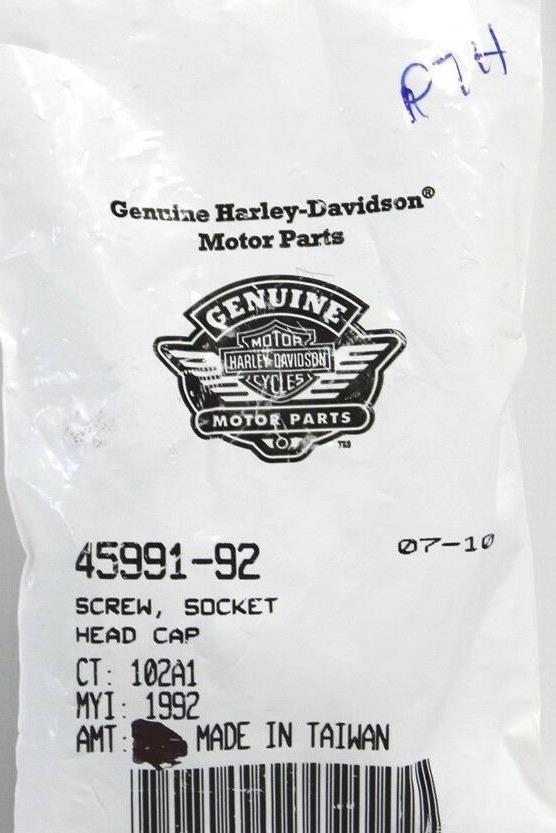 R7H
Genuine Harley-Davidson®
Motor Parts
GENUINE
MOTOR
HARLEY-DAVIDSON
CYCLES
MOTOR PARTS
45991-92 07-10
SCREW, SOCKET
HEAD CAP
CT: 102A1
MYI: 1992
AMT: MADE IN TAIWAN